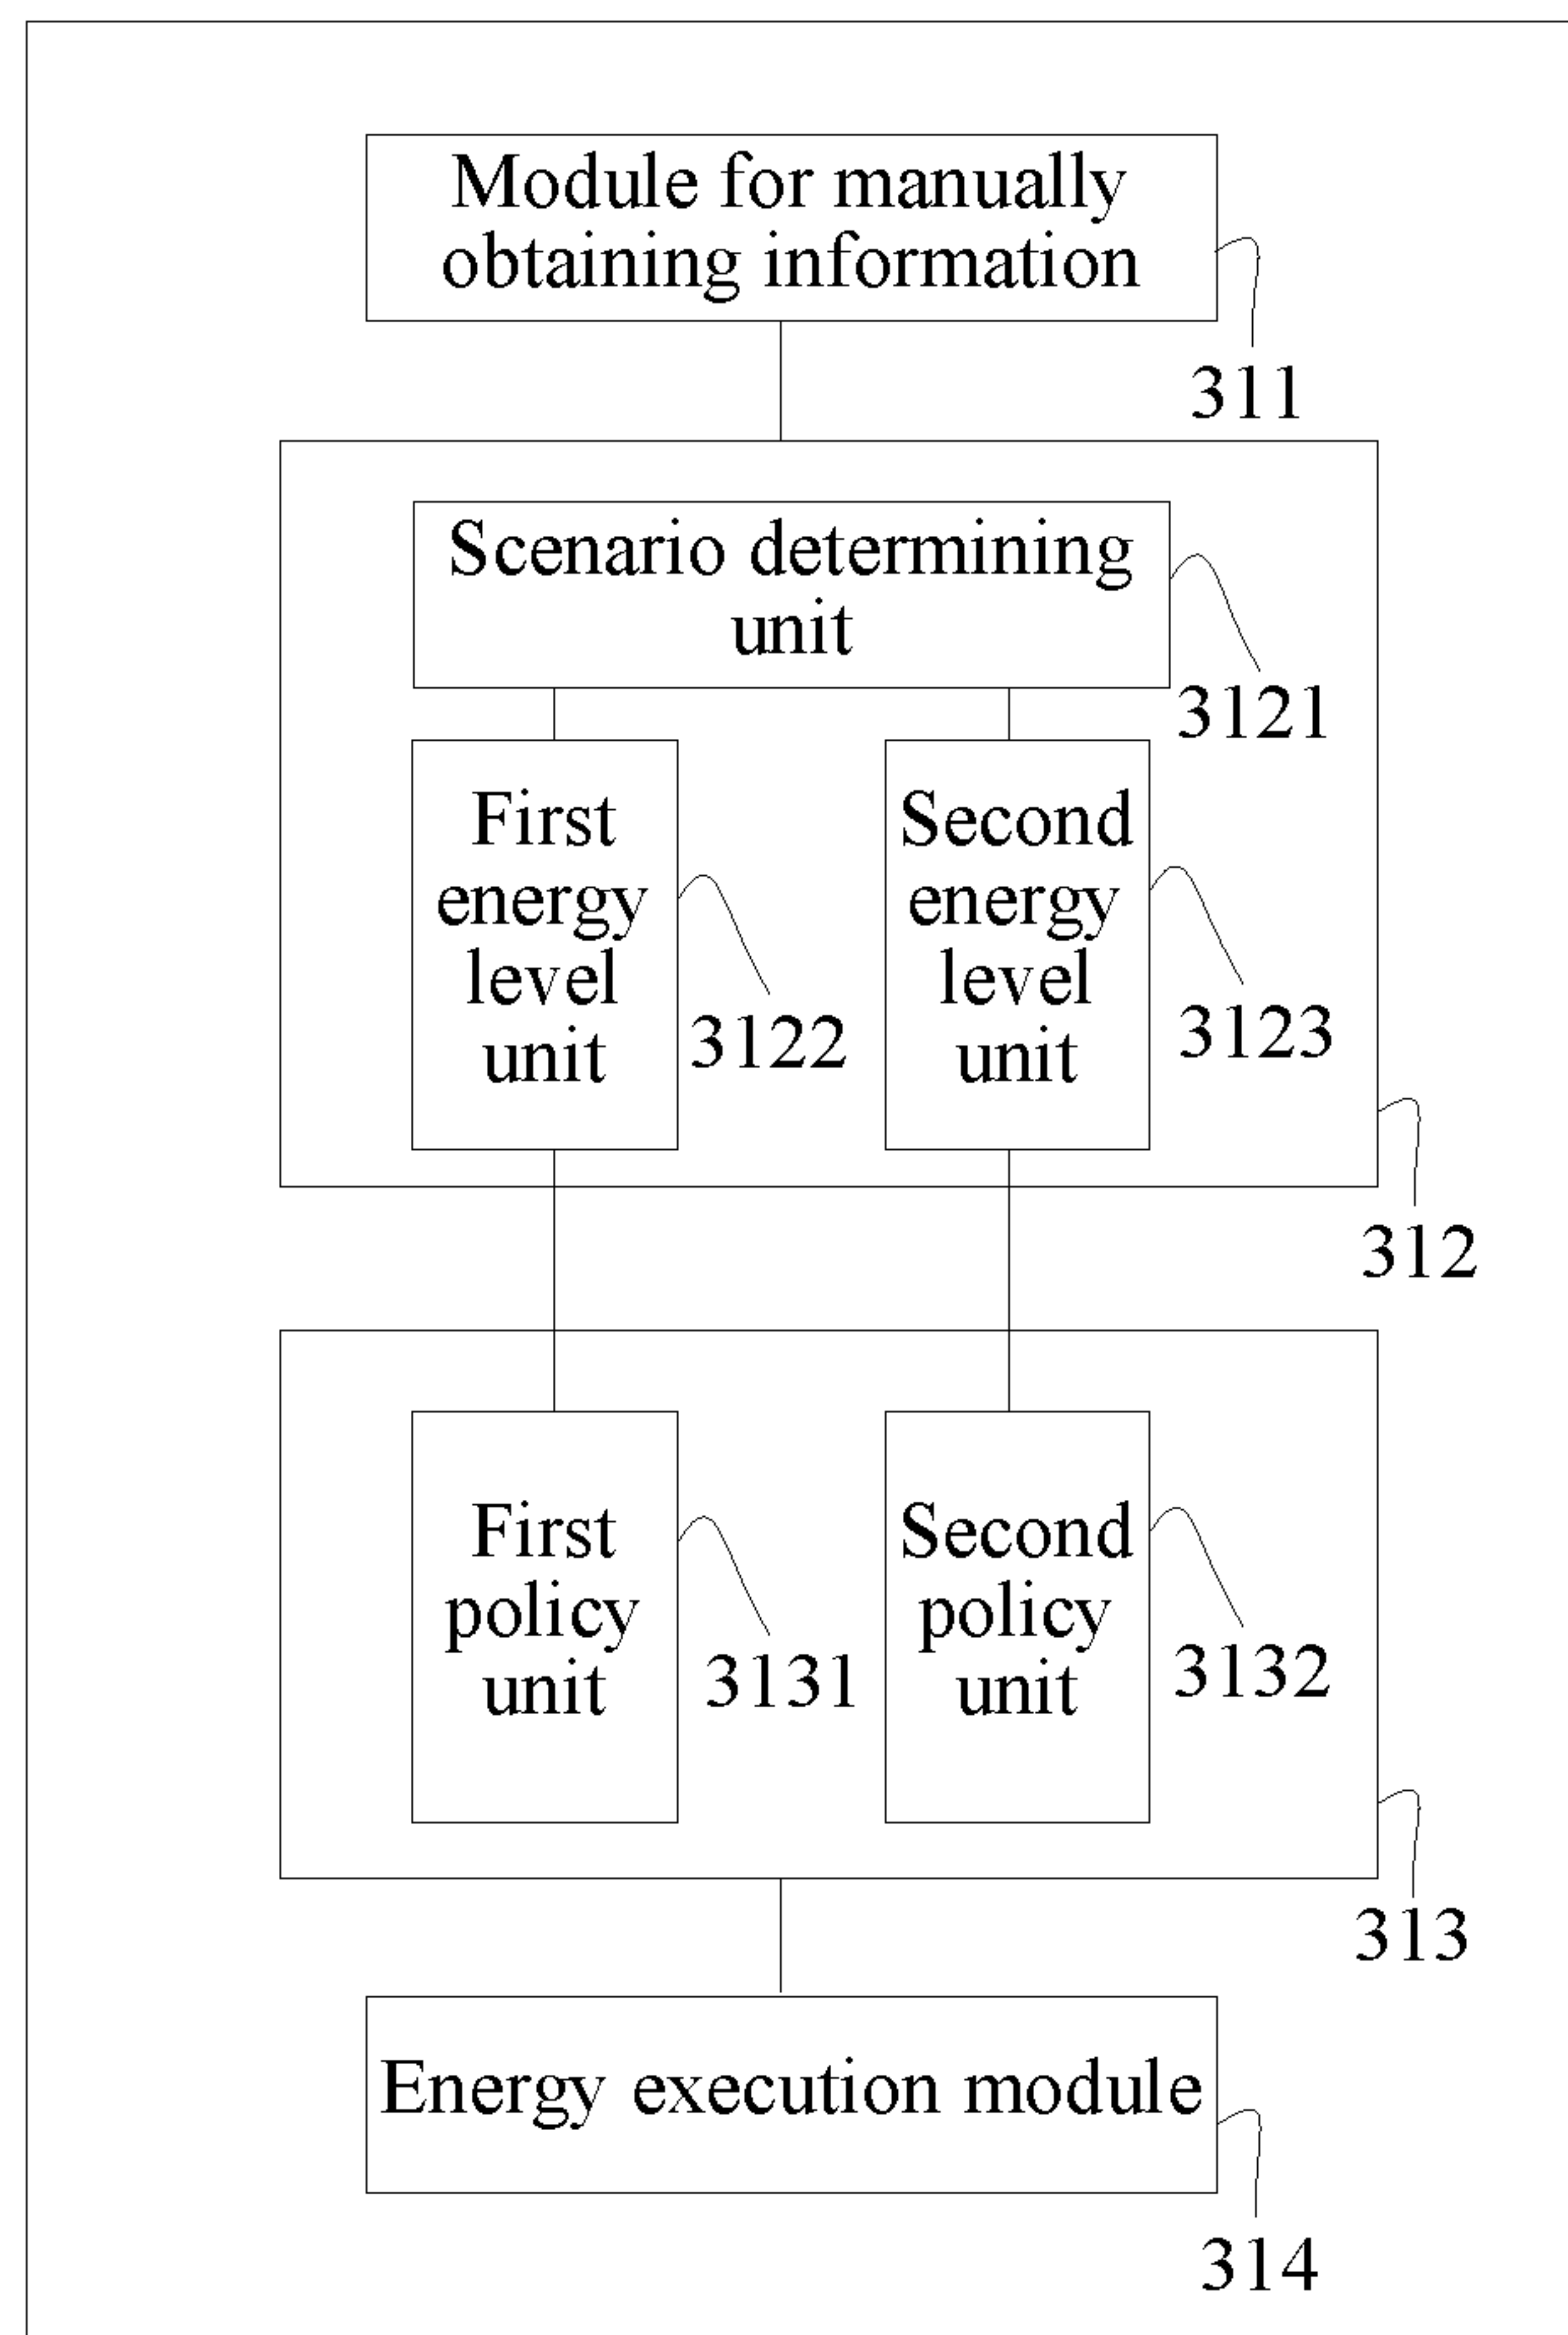 Module for manually
obtaining information
311
Scenario determining
unit
3121
First
energy
level
unit
3122
Second
energy
level
unit
3123
312
First
policy
unit
3131
Second
policy
unit
3132
313
Energy execution module
314